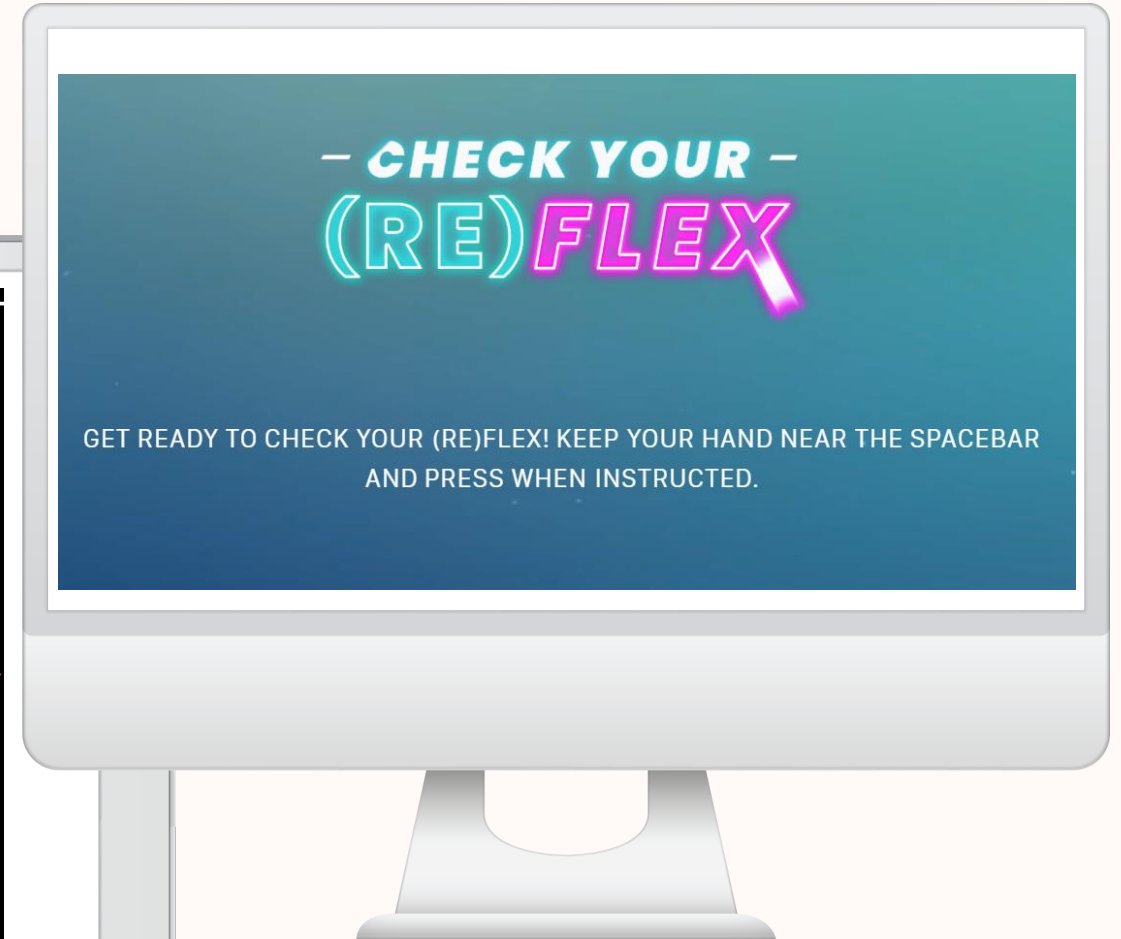 – CHECK YOUR –
(RE)FLEX
GET READY TO CHECK YOUR (RE)FLEX! KEEP YOUR HAND NEAR THE SPACEBAR
AND PRESS WHEN INSTRUCTED.